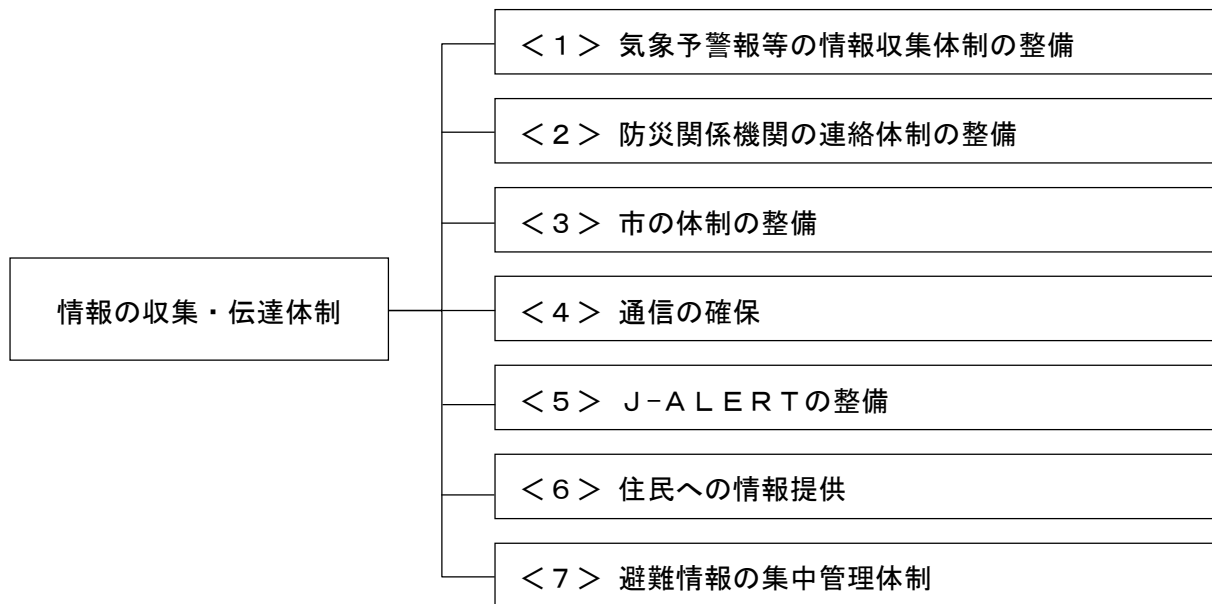 ＜１＞ 気象予警報等の情報収集体制の整備
＜２＞ 防災関係機関の連絡体制の整備
＜３＞ 市の体制の整備
情報の収集・伝達体制
＜４＞ 通信の確保
＜５＞ Ｊ-ＡＬＥＲＴの整備
＜６＞ 住民への情報提供
＜７＞ 避難情報の集中管理体制